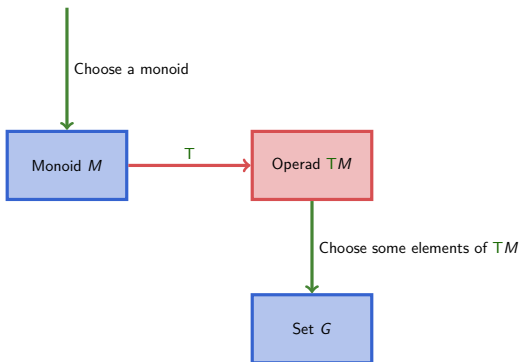 Choose a monoid
Monoid M
T
Operad TM
Choose some elements of TM
Set G